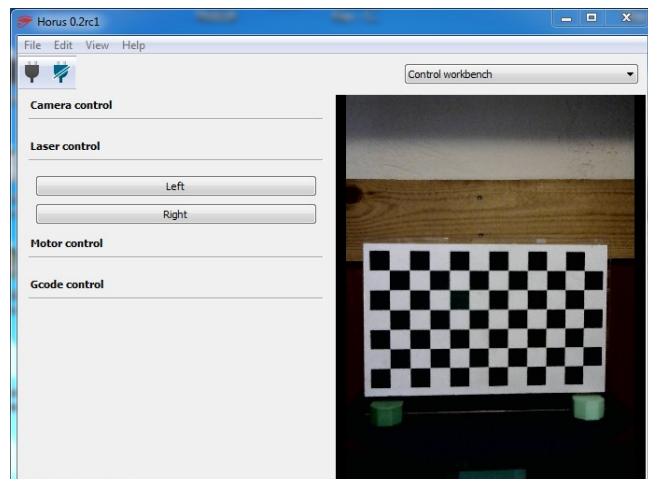 Horus 0.2rc1
File Edit View Help
Control workbench
Camera control
Laser control
Left
Right
Motor control
Gcode control